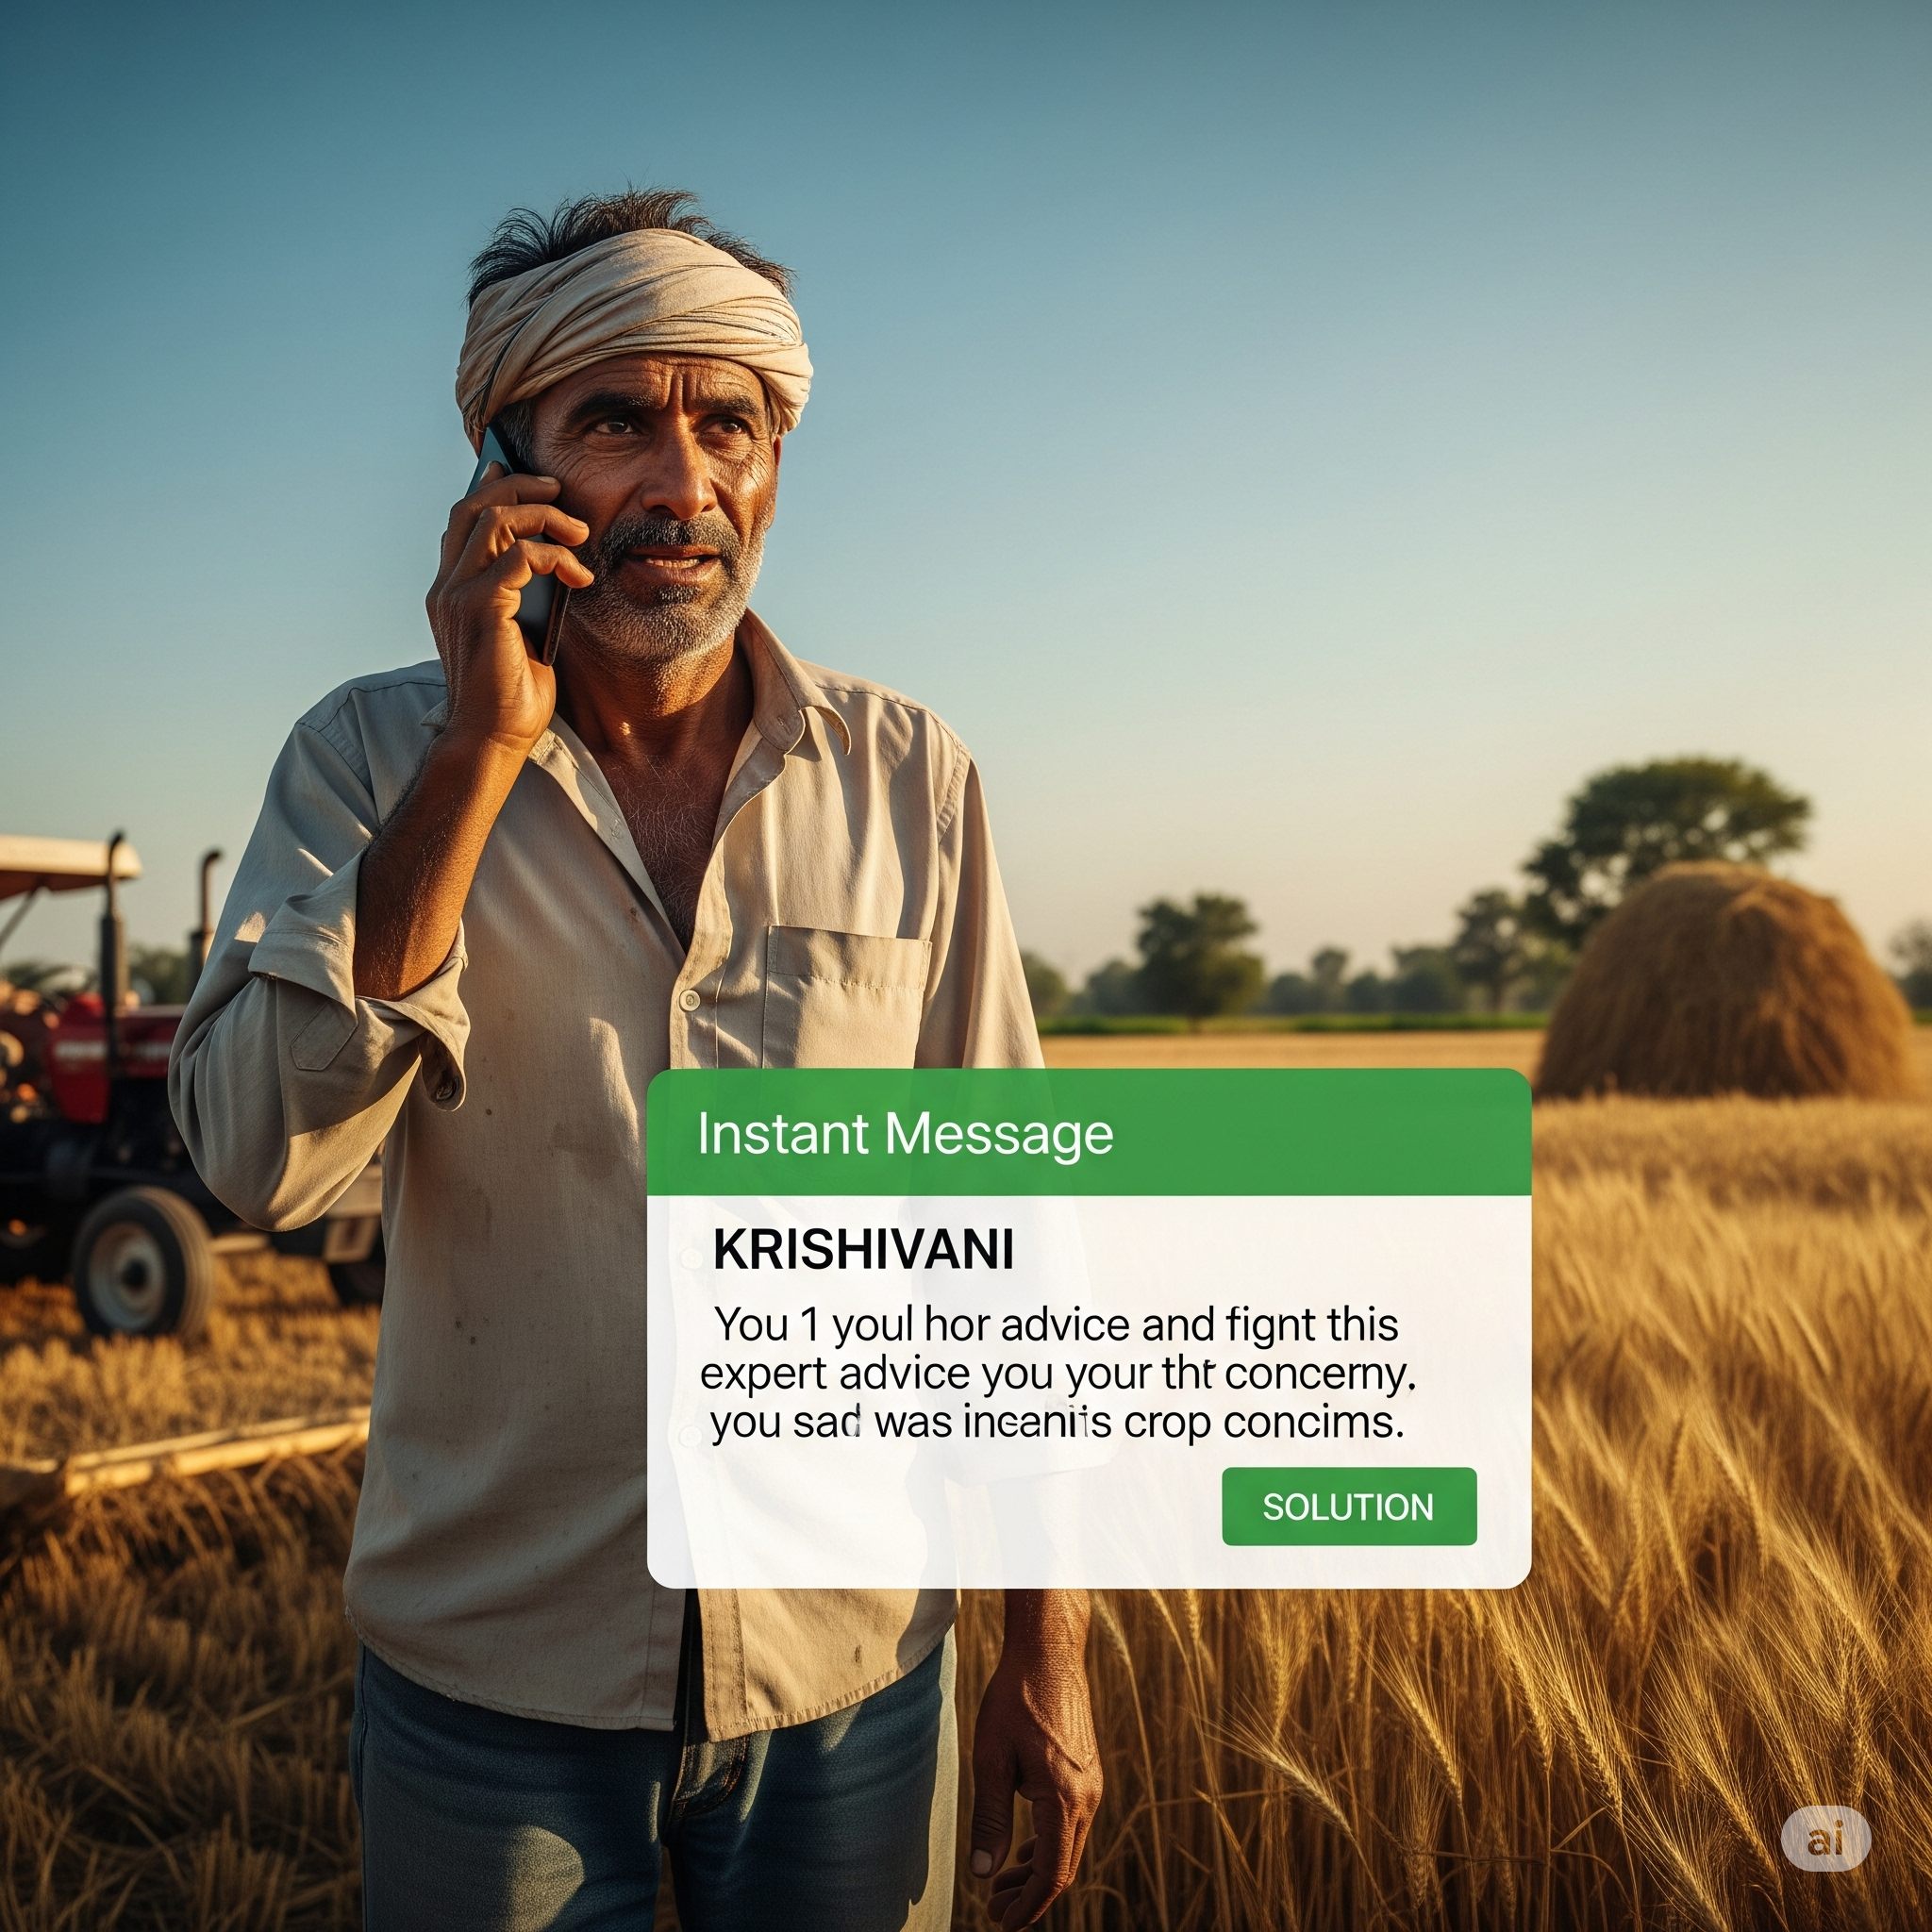 Instant Message
KRISHIVANI
You 1 youl hor advice and fignt this
expert advice you your thr concerny.
you sad was incanits crop concims.
SOLUTION
ai